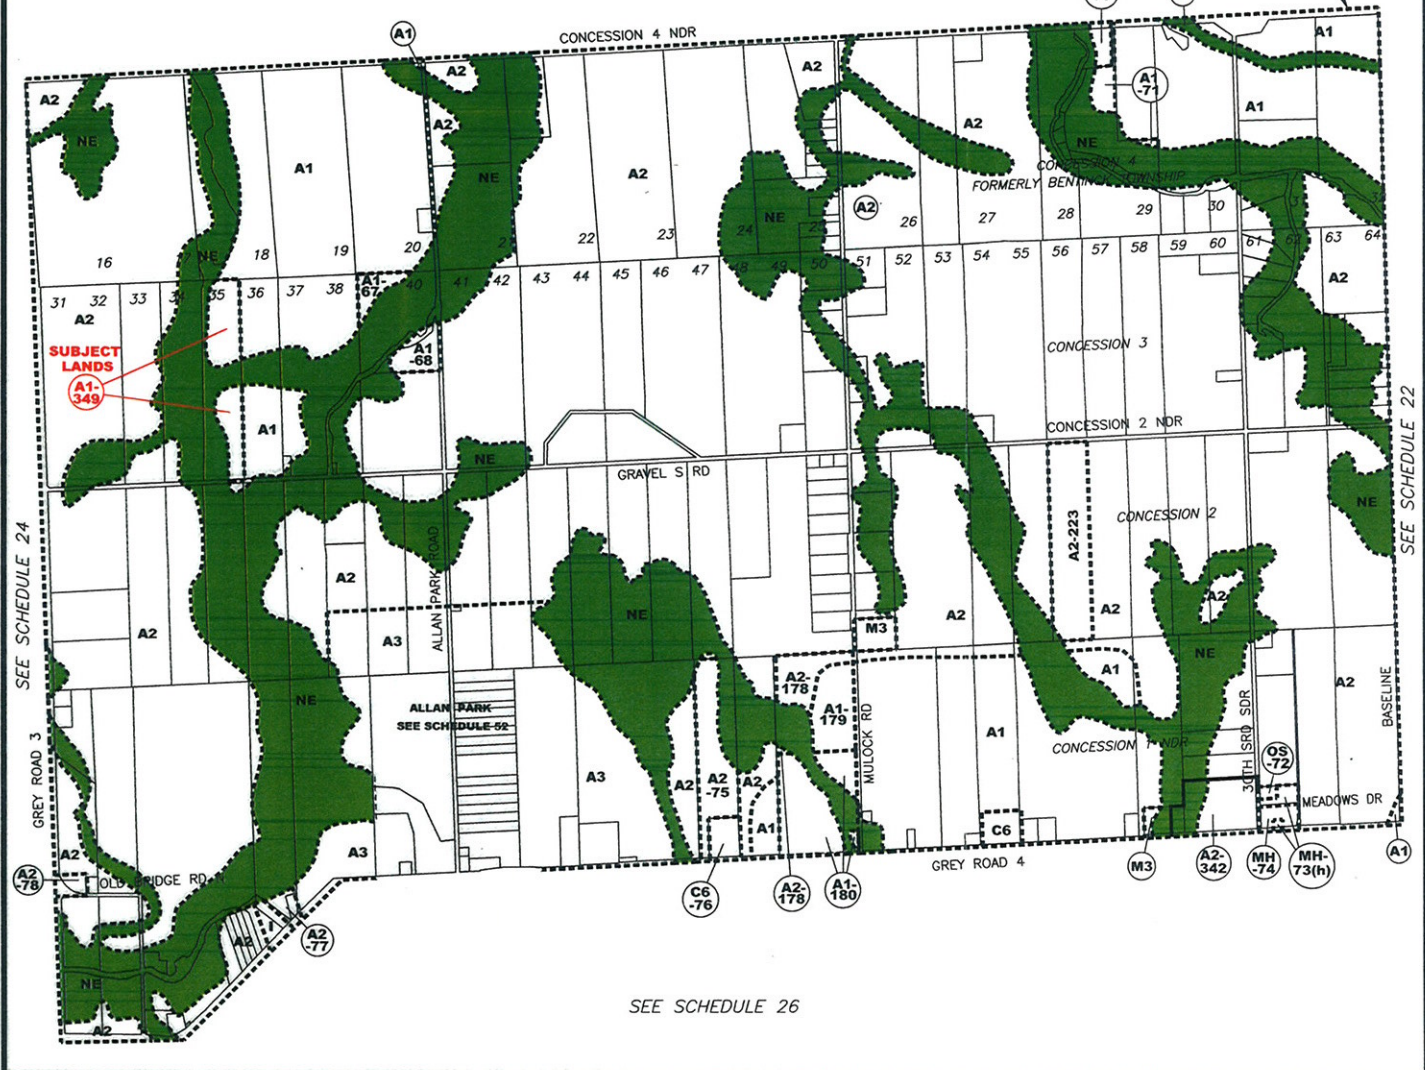 CONCESSION 4 NDR
A1
A2
A2
A2
A1
A1
-71
A1
A2
A2
NE
A1
NE
A2
NE
NE
CONCESSION 4
FORMERLY BENTINCK TOWNSHIP
NE
A2
NE
16
17
18
19
20
21
22
23
24
25
26
27
28
29
30
31
32
31
32
33
34
35
36
37
38
A1-
67
40
41
42
43
44
45
46
47
48
49
50
51
52
53
54
55
56
57
58
59
60
61
62
63
64
A2
A2
SUBJECT
LANDS
A1-
349
A1
-68
A1
CONCESSION 3
CONCESSION 2 NDR
SEE SCHEDULE 22
NE
GRAVEL S RD
NE
A2-223
CONCESSION 2
SEE SCHEDULE 24
ALLAN PARK ROAD
A2
A2
A3
NE
A2
M3
A2
A2
NE
A1
A2
NE
ALLAN PARK
SEE SCHEDULE 52
A2-
178
A1-
179
MULOCK RD
A1
CONCESSION 1 NDR
30TH SRD SDR
BASELINE
GREY ROAD 3
A3
A2
A2
-75
A2
A1
OS
-72
MEADOWS DR
C6
A3
A2
A2
-78
OLD BRIDGE RD N
GREY ROAD 4
M3
A2-
342
MH
-74
MH-
73(h)
A1
C6
-76
A2-
178
A1-
180
A2
I
A2
-77
NE
A2
SEE SCHEDULE 26